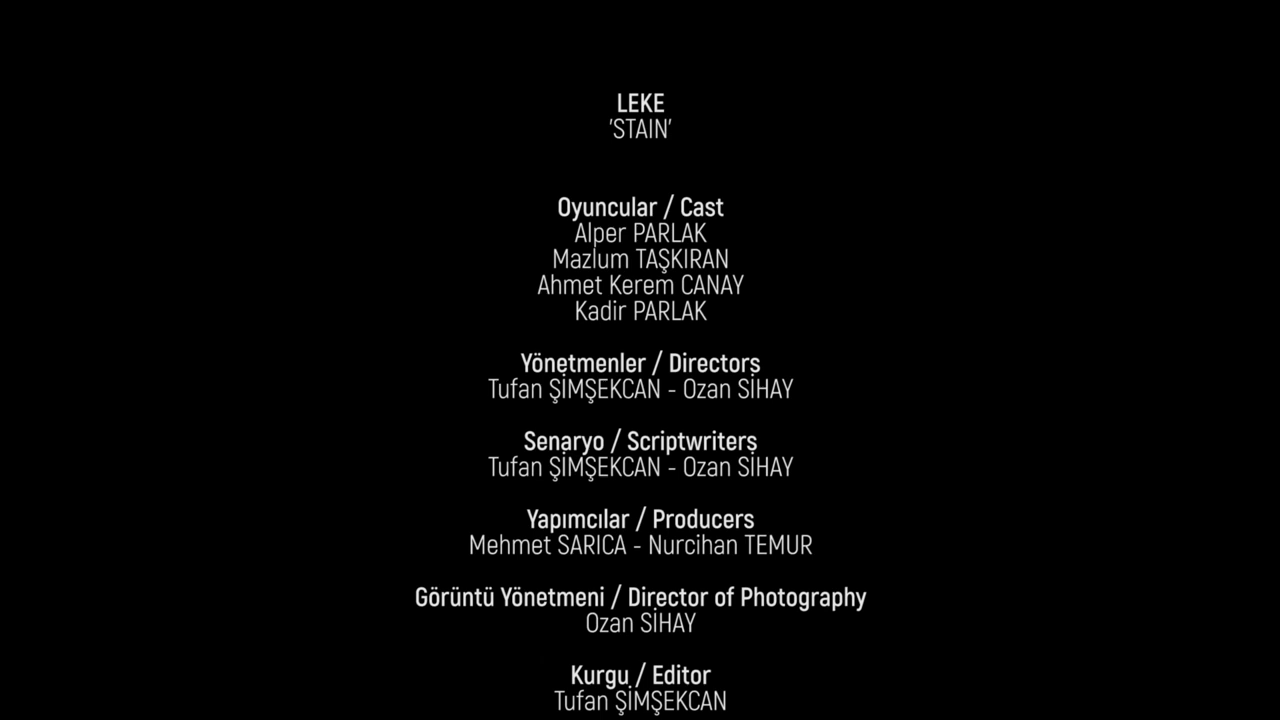 LEKE
'STAIN'
Oyuncular / Cast
Alper PARLAK
Mazlum TAŞKIRAN
Ahmet Kerem CANAY
Kadir PARLAK
Yönetmenler / Directors
Tufan ŞİMŞEKCAN - Ozan SİHAY
Senaryo / Scriptwriters
Tufan ŞİMŞEKCAN - Ozan SİHAY
Yapımcılar / Producers
Mehmet SARICA - Nurcihan TEMUR
Görüntü Yönetmeni / Director of Photography
Ozan SİHAY
Kurgu / Editor
Tufan ŞİMŞEKCAN